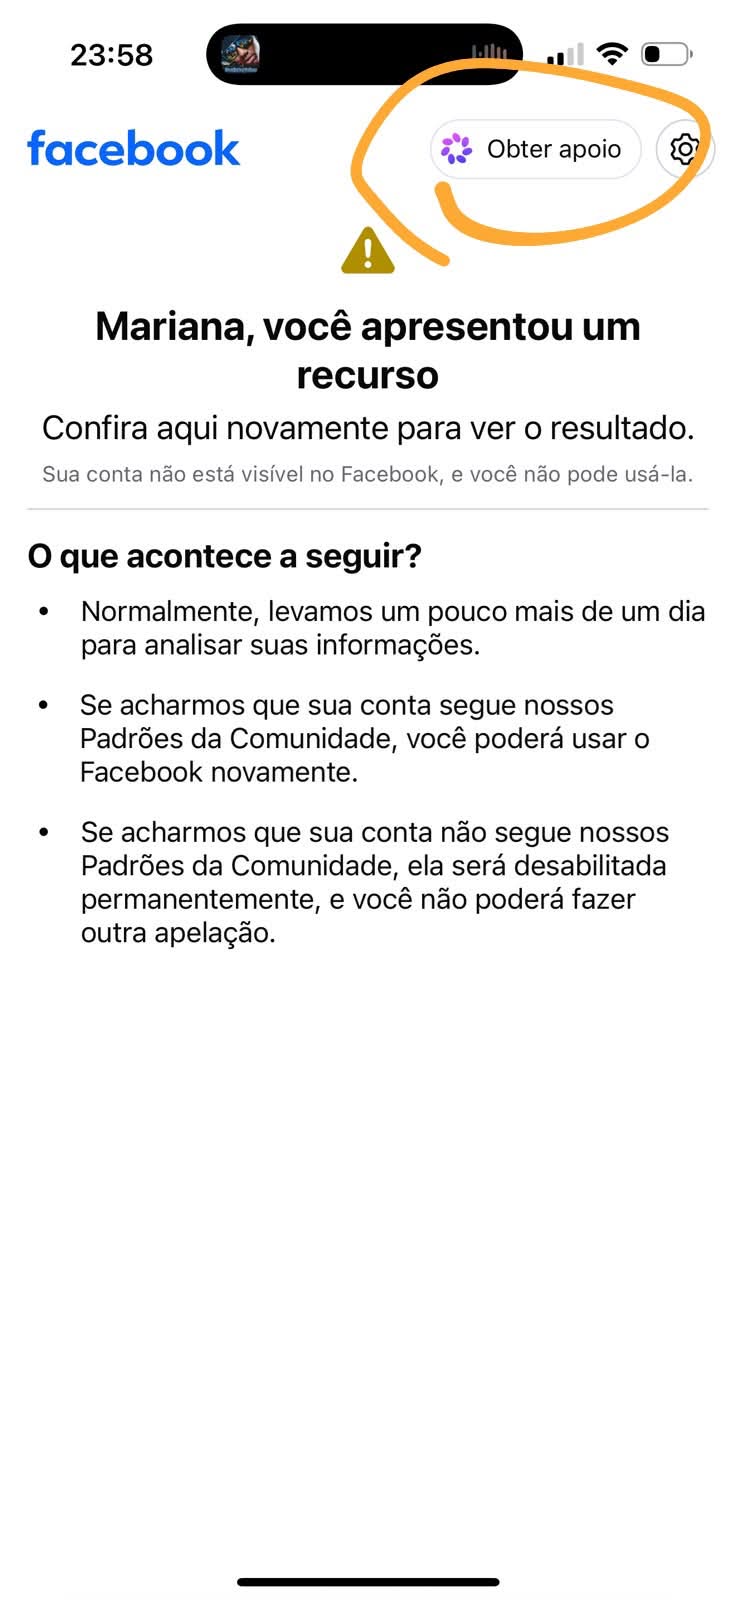 23:58
facebook
Obter apoio
Mariana, você apresentou um
recurso
Confira aqui novamente para ver o resultado.
Sua conta não está visível no Facebook, e você não pode usá-la.
O que acontece a seguir?
• Normalmente, levamos um pouco mais de um dia
para analisar suas informações.
• Se acharmos que sua conta segue nossos
Padrões da Comunidade, você poderá usar o
Facebook novamente.
• Se acharmos que sua conta não segue nossos
Padrões da Comunidade, ela será desabilitada
permanentemente, e você não poderá fazer
outra apelação.